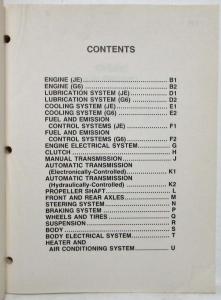 CONTENTS
ENGINE (JE) B1
ENGINE (G6) B2
LUBRICATION SYSTEM (JE) D1
LUBRICATION SYSTEM (G6) D2
COOLING SYSTEM (JE) E1
COOLING SYSTEM (G6) E2
FUEL AND EMISSION
CONTROL SYSTEMS (JE) F1
FUEL AND EMISSION
CONTROL SYSTEMS (G6) F2
ENGINE ELECTRICAL SYSTEM G
CLUTCH H
MANUAL TRANSMISSION J
AUTOMATIC TRANSMISSION
(Electronically-Controlled) K1
AUTOMATIC TRANSMISSION
(Hydraulically-Controlled) K2
PROPELLER SHAFT L
FRONT AND REAR AXLES M
STEERING SYSTEM N
BRAKING SYSTEM P
WHEELS AND TIRES Q
SUSPENSION R
BODY S
BODY ELECTRICAL SYSTEM T
HEATER AND
AIR CONDITIONING SYSTEM U